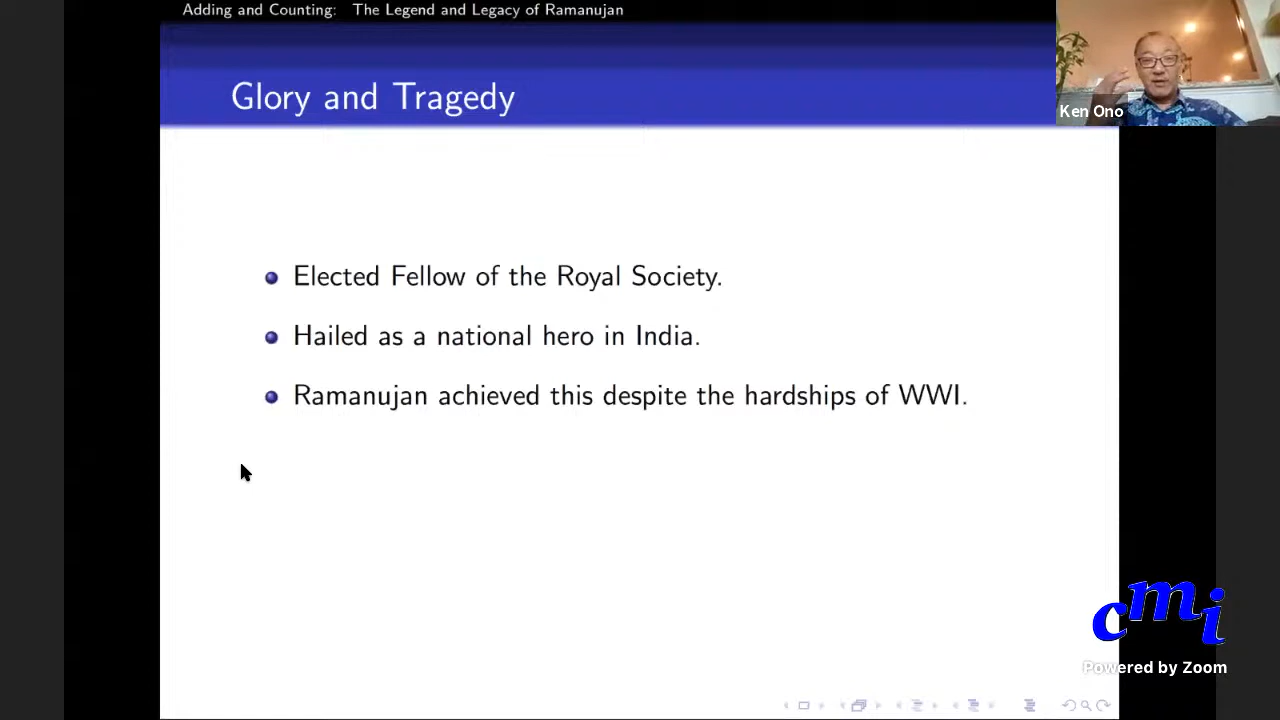 Adding and Counting: The Legend and Legacy of Ramanujan
Glory and Tragedy
Ken Ono
Elected Fellow of the Royal Society.
Hailed as a national hero in India.
Ramanujan achieved this despite the hardships of WWI.
cmi
Powered by Zoom